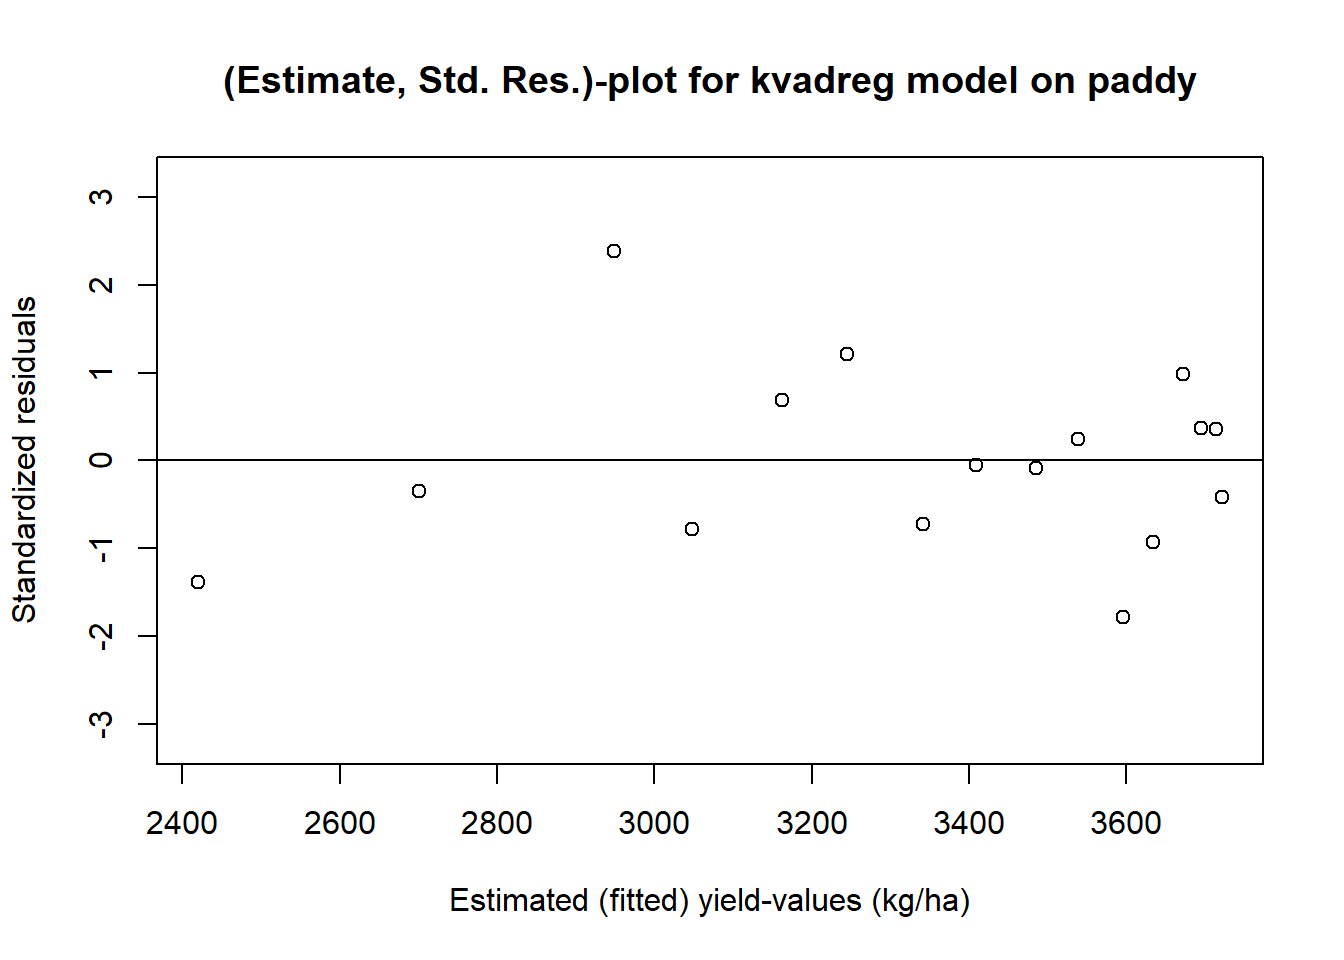 (Estimate, Std. Res.)-plot for kvadreg model on paddy
Standardized residuals
3
2
1
0
-1
-2
-3
2400 2600 2800 3000 3200 3400 3600
Estimated (fitted) yield-values (kg/ha)